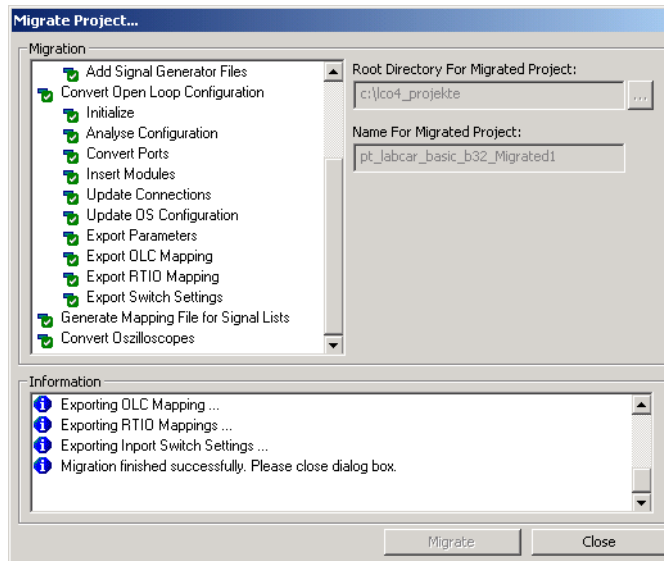 Migrate Project...
Migration
Add Signal Generator Files
Convert Open Loop Configuration
Initialize
Analyse Configuration
Convert Ports
Insert Modules
Update Connections
Update OS Configuration
Export Parameters
Export OLC Mapping
Export RTIO Mapping
Export Switch Settings
Generate Mapping File for Signal Lists
Convert Oszilloscopes
Root Directory For Migrated Project:
c:\lco4_projekte
...
Name For Migrated Project:
pt_labcar_basic_b32_Migrated1
Information
Exporting OLC Mapping ...
Exporting RTIO Mappings ...
Exporting Inport Switch Settings ...
Migration finished successfully. Please close dialog box.
Migrate
Close